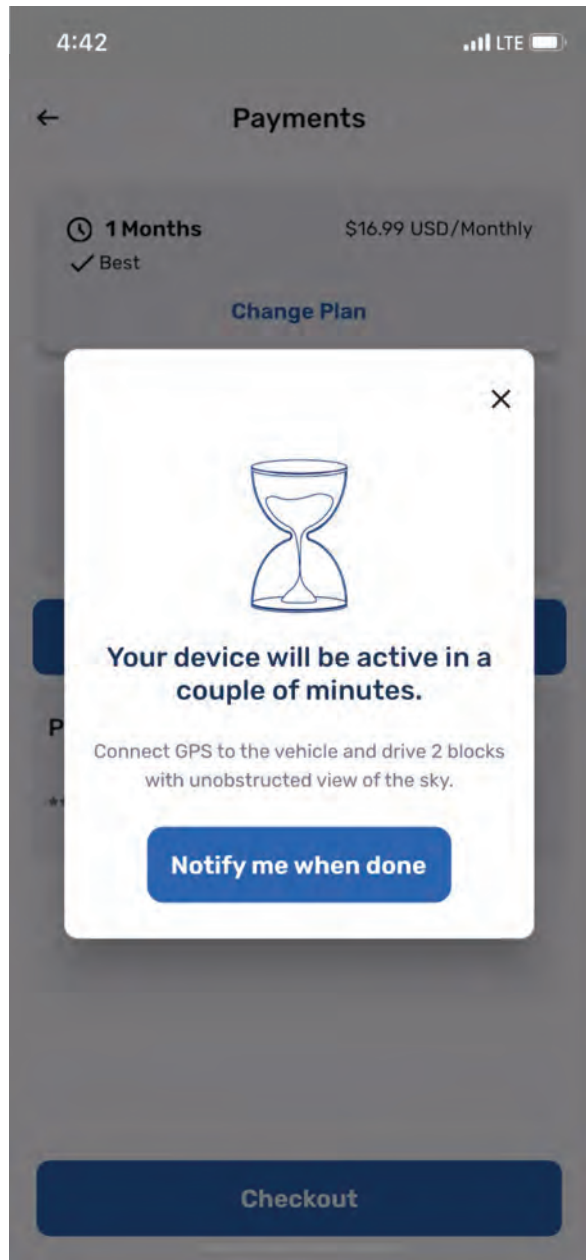 4:42
LTE
Payments
1 Months
$16.99 USD/Monthly
Best
Change Plan
Your device will be active in a
couple of minutes.
Connect GPS to the vehicle and drive 2 blocks
with unobstructed view of the sky.
P
**
Notify me when done
Checkout